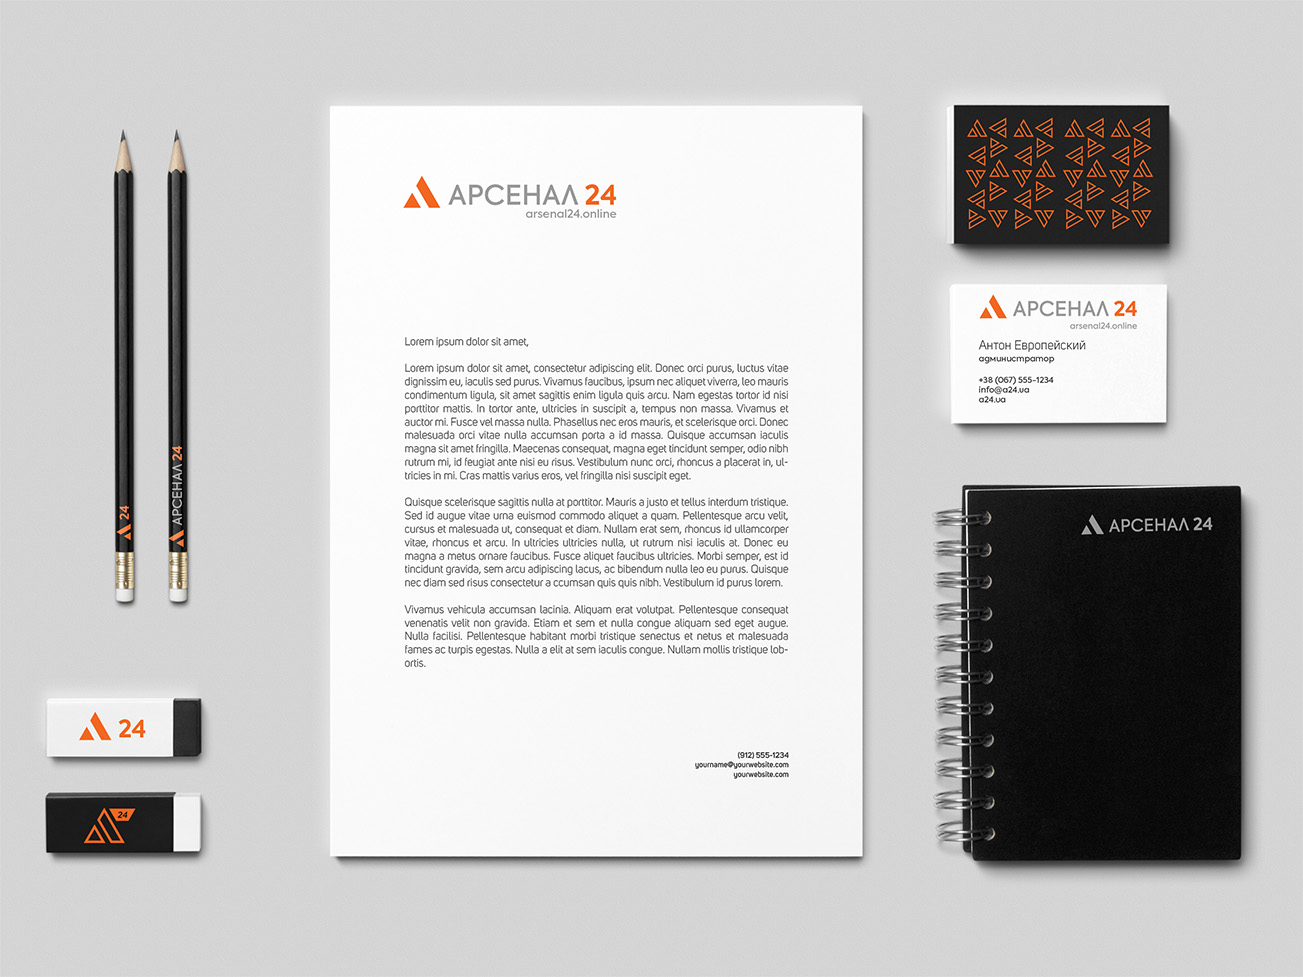 АРСЕНАЛ 24
arsenal24.online
Lorem ipsum dolor sit amet,
Lorem ipsum dolor sit amet, consectetur adipiscing elit. Donec orci purus, luctus vitae
dignissim eu, iaculis sed purus. Vivamus faucibus, ipsum nec aliquet viverra, leo mauris
condimentum ligula, sit amet sagittis enim ligula quis arcu. Nam egestas tortor id nisi
porttitor mattis. In tortor ante, ultricies in suscipit a, tempus non massa. Vivamus et
auctor mi. Fusce vel massa nulla. Phasellus nec eros mauris, et scelerisque orci. Donec
malesuada orci vitae nulla accumsan porta a id massa. Quisque accumsan iaculis
magna sit amet fringilla. Maecenas consequat, magna eget tincidunt semper, odio nibh
rutrum mi, id feugiat ante nisi eu risus. Vestibulum nunc orci, rhoncus a placerat in, ul-
tricies in mi. Cras mattis varius eros, vel fringilla nisi suscipit eget.
Quisque scelerisque sagittis nulla at porttitor. Mauris a justo et tellus interdum tristique.
Sed id augue vitae urna euismod commodo aliquet a quam. Pellentesque arcu velit,
cursus et malesuada ut, consequat et diam. Nullam erat sem, rhoncus id ullamcorper
vitae, rhoncus et arcu. In ultricies ultricies nulla, ut rutrum nisi iaculis at. Donec eu
magna a metus ornare faucibus. Fusce aliquet faucibus ultricies. Morbi semper, est id
tincidunt gravida, sem arcu adipiscing lacus, ac bibendum nulla leo eu purus. Quisque
nec diam sed risus consectetur a ccumsan quis quis nibh. Vestibulum id purus lorem.
Vivamus vehicula accumsan lacinia. Aliquam erat volutpat. Pellentesque consequat
venenatis velit non gravida. Etiam et sem et nulla congue aliquam sed eget augue.
Nulla facilisi. Pellentesque habitant morbi tristique senectus et netus et malesuada
fames ac turpis egestas. Nulla a elit at sem iaculis congue. Nullam mollis tristique lob-
ortis.
(912) 555-1234
yourname@yourwebsite.com
yourwebsite.com
24
АРСЕНАЛ 24
24
24
АРСЕНАЛ 24
arsenal24.online
Антон Европейский
администратор
+38 (067) 555-1234
info@a24.ua
a24.ua
АРСЕНАЛ 24